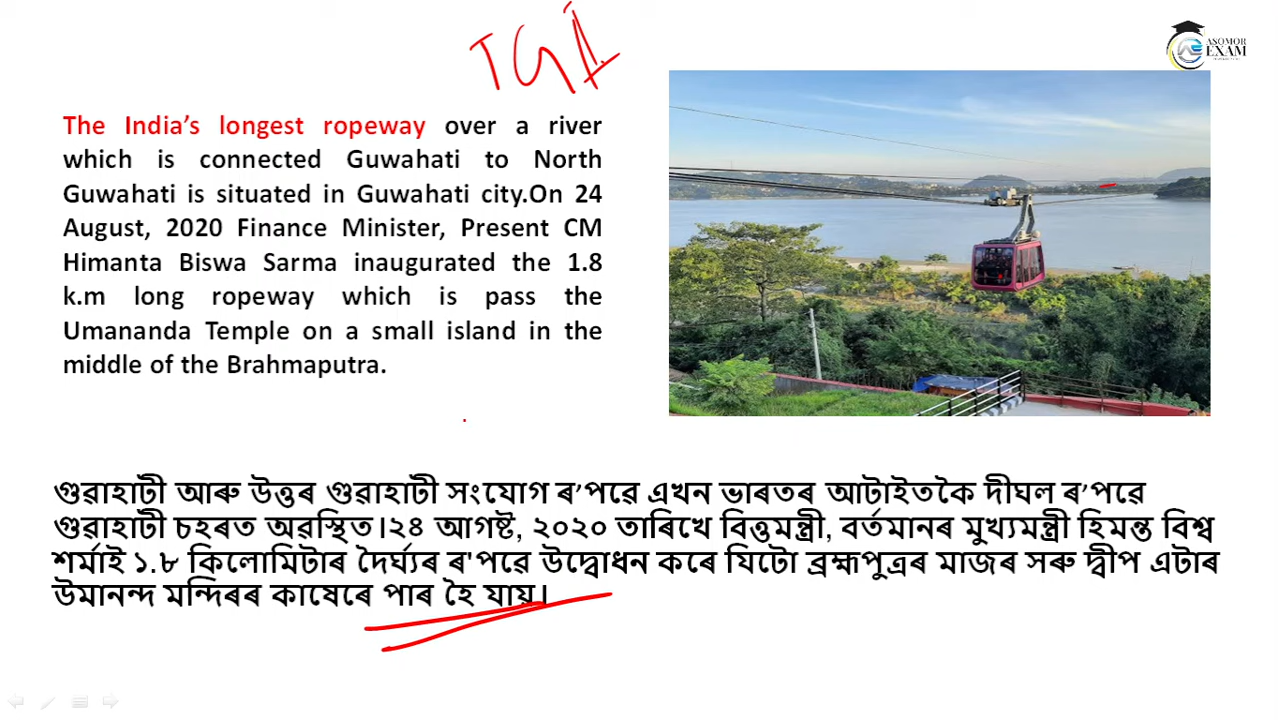 TGA
ASOMOR
EXAM
The India's longest ropeway over a river
which is connected Guwahati to North
Guwahati is situated in Guwahati city.On 24
August, 2020 Finance Minister, Present CM
Himanta Biswa Sarma inaugurated the 1.8
k.m long ropeway which is pass the
Umananda Temple on a small island in the
middle of the Brahmaputra.
গুৱাহাটী আৰু উত্তৰ গুৱাহাটী সংযোগ ৰ’পৱে এখন ভাৰতৰ আটাইতকৈ দীঘল ৰ’পৱে
গুৱাহাটী চহৰত অৱস্থিত।২৪ আগষ্ট, ২০২০ তাৰিখে বিত্তমন্ত্ৰী, বৰ্তমানৰ মুখ্যমন্ত্ৰী হিমন্ত বিশ্ব
শৰ্মাই ১.৮ কিলোমিটাৰ দৈৰ্ঘ্যৰ ৰ'পৱে উদ্বোধন কৰে যিটো ব্ৰহ্মপুত্ৰৰ মাজৰ সৰু দ্বীপ এটাৰ
উমানন্দ মন্দিৰৰ কাষেৰে পাৰ হৈ যায়।